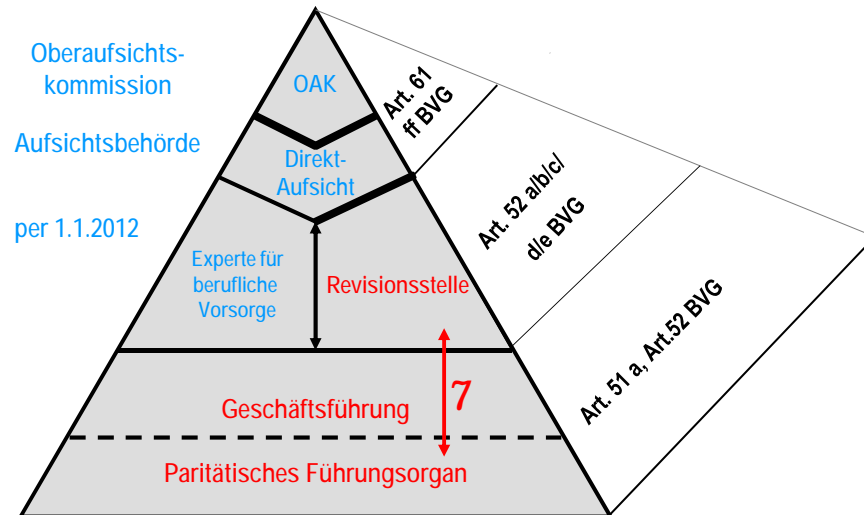 Oberaufsichts-
kommission
Aufsichtsbehörde
per 1.1.2012
OAK
Direkt-
Aufsicht
Experte für
berufliche
Vorsorge
Revisionsstelle
7
Geschäftsführung
Paritätisches Führungsorgan
Art. 61
ff BVG
Art. 52 a/b/c/
d/e BVG
Art. 51 a, Art.52 BVG